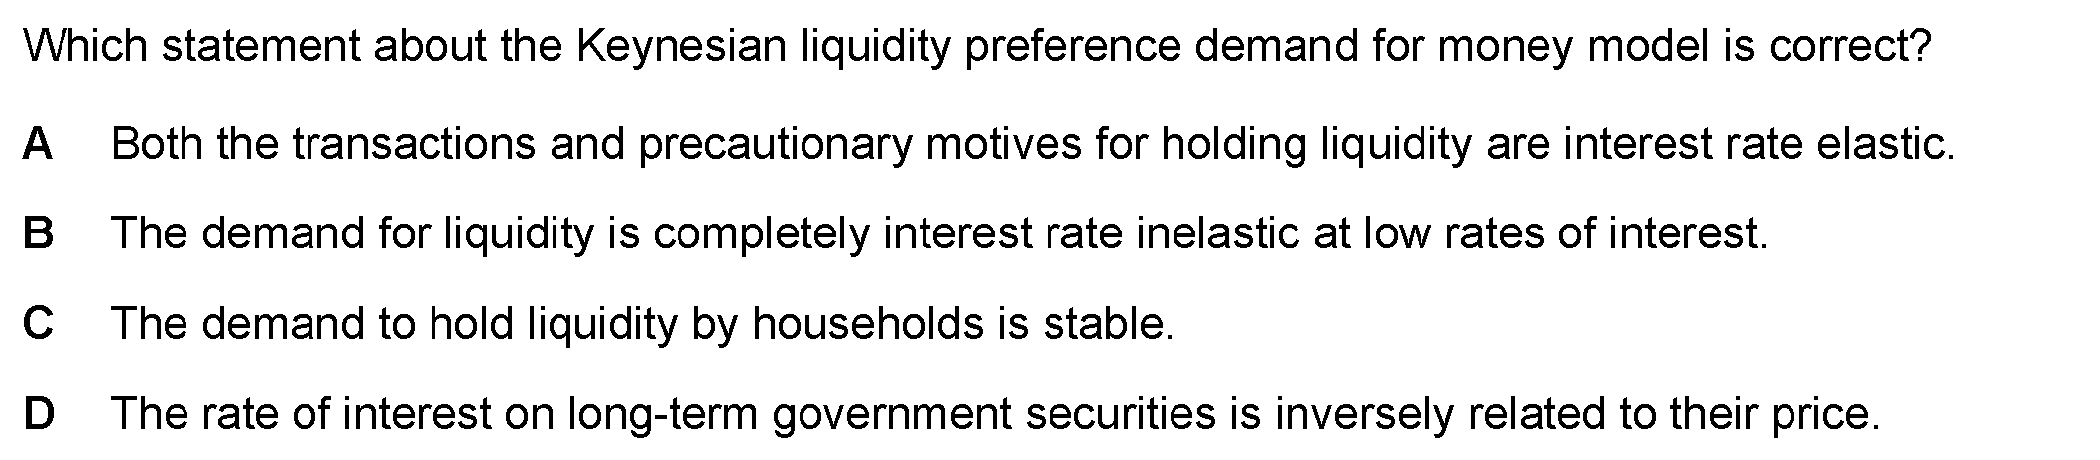 Which statement about the Keynesian liquidity preference demand for money model is correct?
A Both the transactions and precautionary motives for holding liquidity are interest rate elastic.
B The demand for liquidity is completely interest rate inelastic at low rates of interest.
C The demand to hold liquidity by households is stable.
D The rate of interest on long-term government securities is inversely related to their price.